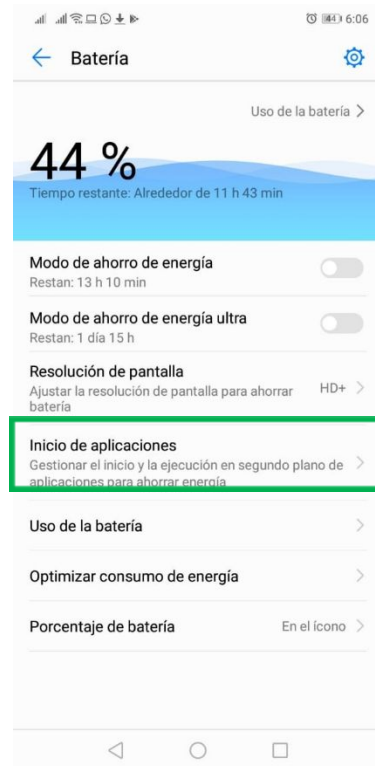 44 6:06
Batería
Uso de la batería
44 %
Tiempo restante: Alrededor de 11 h 43 min
Modo de ahorro de energía
Restan: 13 h 10 min
Modo de ahorro de energía ultra
Restan: 1 día 15 h
Resolución de pantalla
Ajustar la resolución de pantalla para ahorrar
batería
HD+
Inicio de aplicaciones
Gestionar el inicio y la ejecución en segundo plano de
aplicaciones para ahorrar energía
Uso de la batería
Optimizar consumo de energía
Porcentaje de batería En el ícono